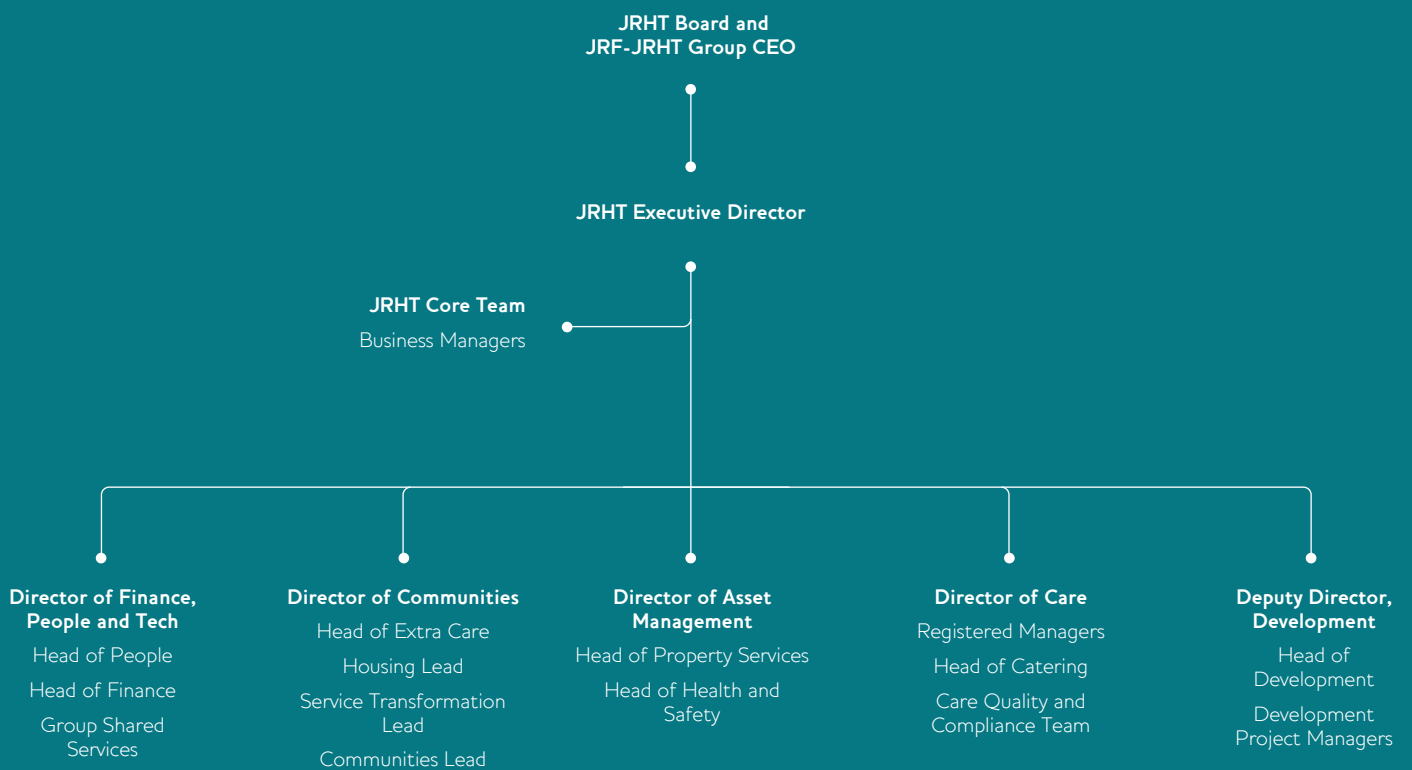 JRHT Board and
JRF-JRHT Group CEO
JRHT Executive Director
JRHT Core Team
Business Managers
Director of Finance,
People and Tech
Head of People
Head of Finance
Group Shared
Services
Director of Communities
Head of Extra Care
Housing Lead
Service Transformation
Lead
Communities Lead
Director of Asset
Management
Head of Property Services
Head of Health and
Safety
Director of Care
Registered Managers
Head of Catering
Care Quality and
Compliance Team
Deputy Director,
Development
Head of
Development
Development
Project Managers